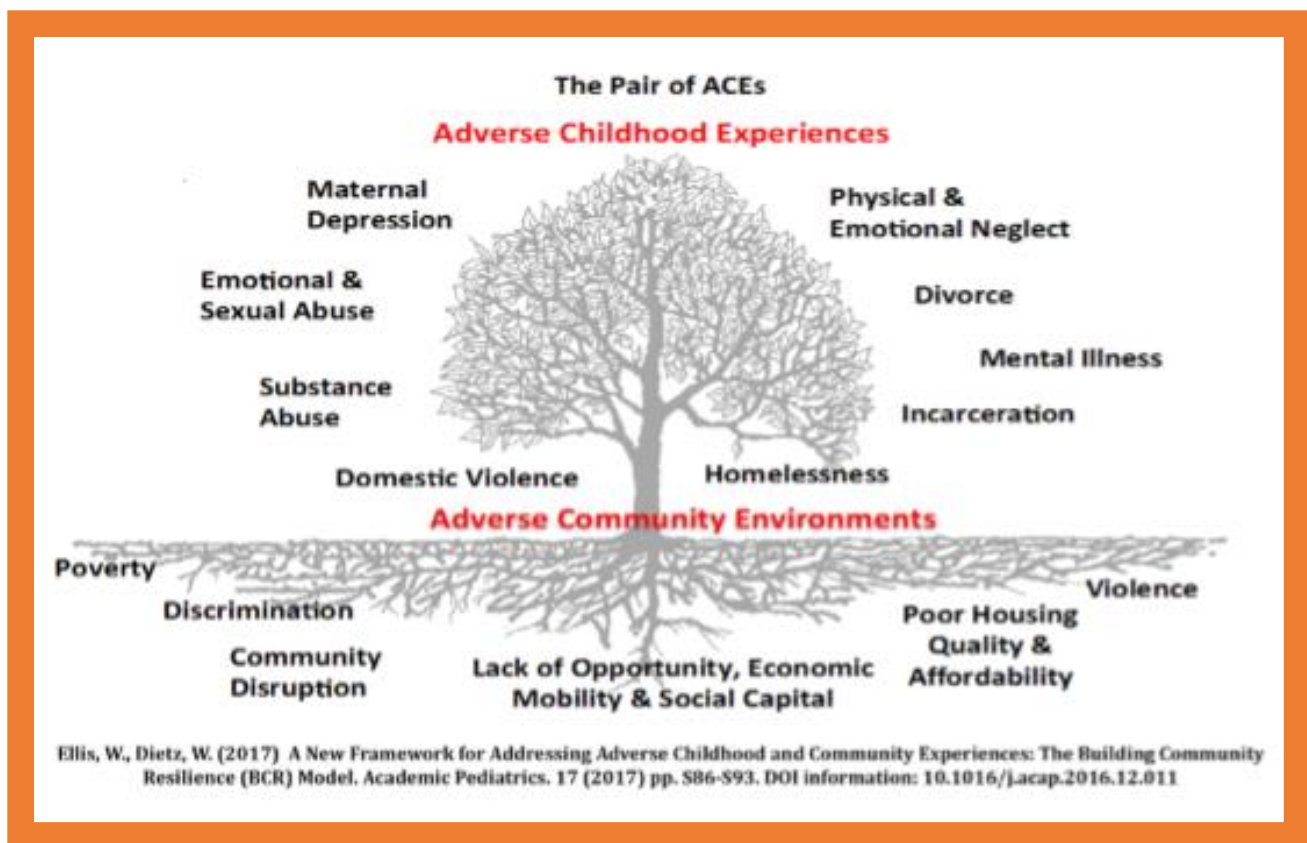 The Pair of ACEs
Adverse Childhood Experiences
Maternal
Depression
Physical &
Emotional Neglect
Emotional &
Sexual Abuse
Divorce
Mental Illness
Substance
Abuse
Incarceration
Domestic Violence
Homelessness
Adverse Community Environments
Poverty
Violence
Discrimination
Poor Housing
Quality &
Affordability
Community
Disruption
Lack of Opportunity, Economic
Mobility & Social Capital
Ellis, W., Dietz, W. (2017) A New Framework for Addressing Adverse Childhood and Community Experiences: The Building Community
Resilience (BCR) Model. Academic Pediatrics. 17 (2017) pp. S86-S93. DOI information: 10.1016/j.acap.2016.12.011